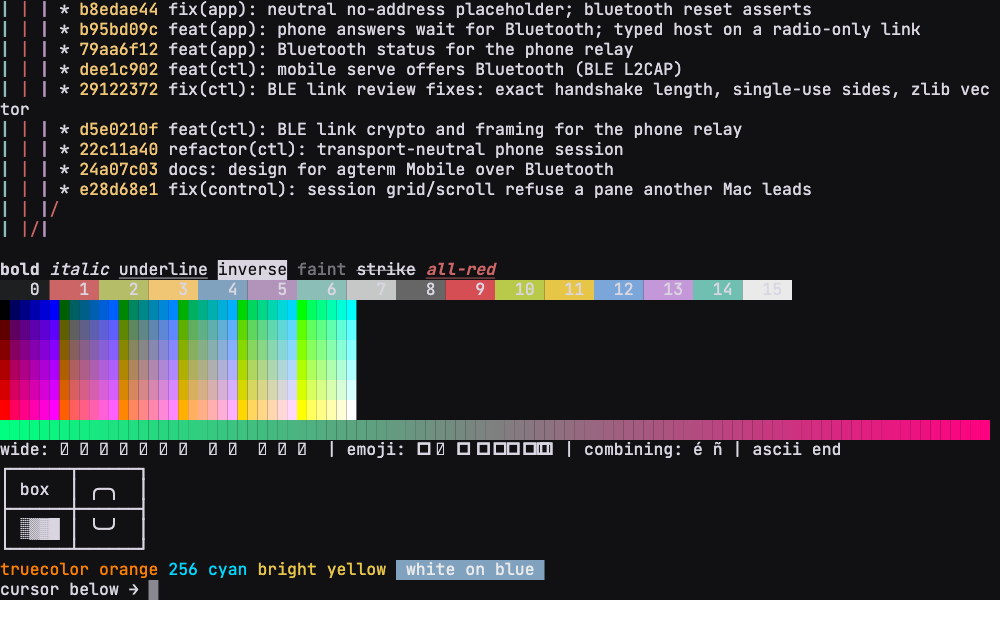 | | | * b8edae44 fix(app): neutral no-address placeholder; bluetooth reset asserts
| | | * b95bd09c feat(app): phone answers wait for Bluetooth; typed host on a radio-only link
| | | * 79aa6f12 feat(app): Bluetooth status for the phone relay
| | | * dee1c902 feat(ctl): mobile serve offers Bluetooth (BLE L2CAP)
| | | * 29122372 fix(ctl): BLE link review fixes: exact handshake length, single-use sides, zlib vec
tor
| | | * d5e0210f feat(ctl): BLE link crypto and framing for the phone relay
| | | * 22c11a40 refactor(ctl): transport-neutral phone session
| | | * 24a07c03 docs: design for agterm Mobile over Bluetooth
| | | * e28d68e1 fix(control): session grid/scroll refuse a pane another Mac leads
| | |/
| |/|
bold italic underline inverse faint strike all-red
0 1 2 3 4 5 6 7 8 9 10 11 12 13 14 15
wide: | emoji: | combining: é ñ | ascii end
box
truecolor orange 256 cyan bright yellow white on blue
cursor below →